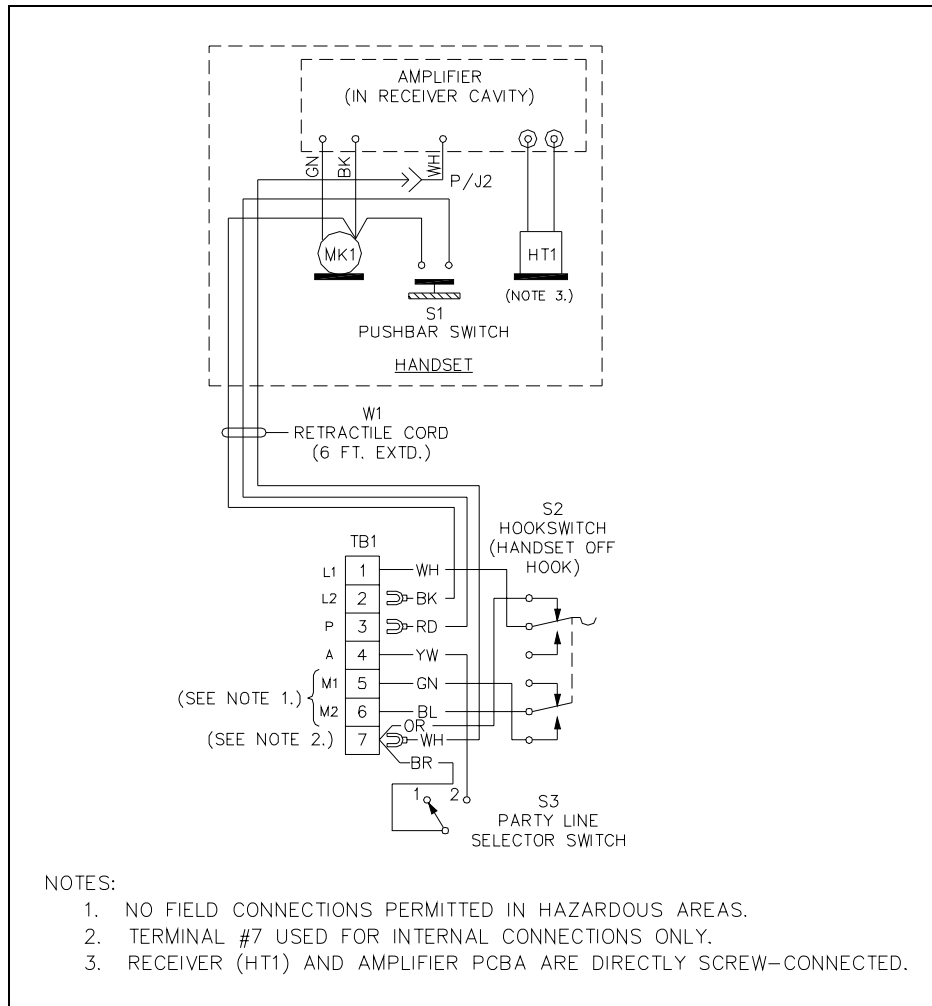 AMPLIFIER
(IN RECEIVER CAVITY)
GN
BK
WH
P/J2
MK1
HT1
(NOTE 3.)
S1
PUSHBAR SWITCH
HANDSET
W1
RETRACTILE CORD
(6 FT. EXTD.)
S2
HOOKSWITCH
(HANDSET OFF
HOOK)
TB1
L1 1 WH
L2 2 BK
P 3 RD
A 4 YW
(SEE NOTE 1.)
M1 5 GN
M2 6 BL
OR
(SEE NOTE 2.) 7 WH
BR
1 2
S3
PARTY LINE
SELECTOR SWITCH
NOTES:
1. NO FIELD CONNECTIONS PERMITTED IN HAZARDOUS AREAS.
2. TERMINAL #7 USED FOR INTERNAL CONNECTIONS ONLY.
3. RECEIVER (HT1) AND AMPLIFIER PCBA ARE DIRECTLY SCREW-CONNECTED.